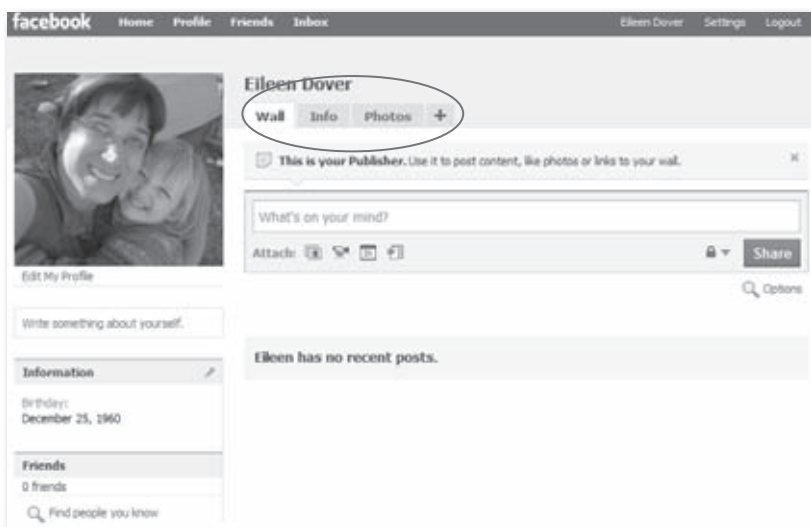 facebook Home Profile Friends Inbox Eileen Dover Settings Logout
Eileen Dover
Wall Info Photos +
This is your Publisher. Use it to post content, like photos or links to your wall.
What's on your mind?
Attach: Share
Options
Eileen has no recent posts.
Edit My Profile
Write something about yourself.
Information
Birthday:
December 25, 1960
Friends
0 friends
Find people you know